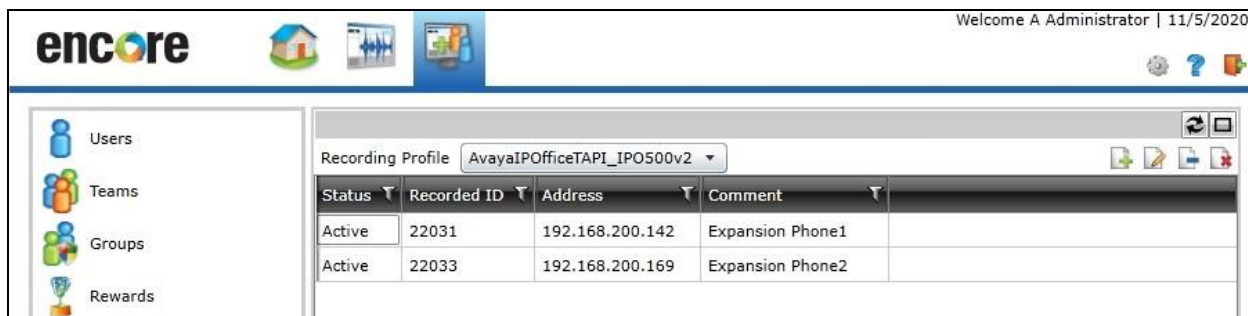 Welcome A Administrator | 11/5/2020
encore
Users
Teams
Groups
Rewards
Recording Profile AvayaIPOfficeTAPI_IPO500v2
Status Recorded ID Address Comment
Active 22031 192.168.200.142 Expansion Phone1
Active 22033 192.168.200.169 Expansion Phone2